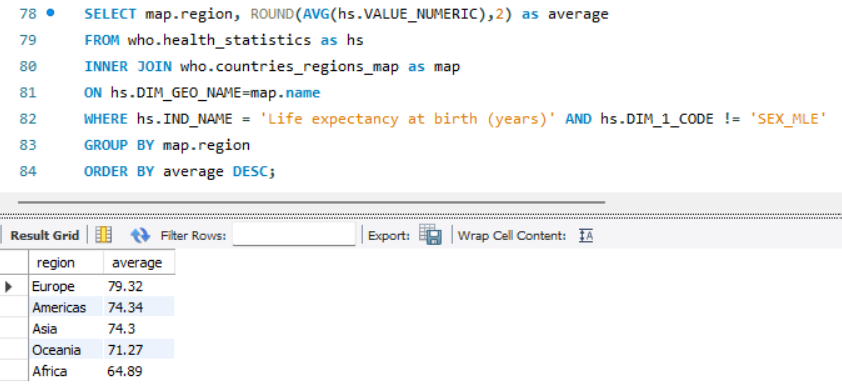 78 SELECT map.region, ROUND(AVG(hs.VALUE_NUMERIC),2) as average
79 FROM who.health_statistics as hs
80 INNER JOIN who.countries_regions_map as map
81 ON hs.DIM_GEO_NAME=map.name
82 WHERE hs.IND_NAME = 'Life expectancy at birth (years)' AND hs.DIM_1_CODE != 'SEX_MLE'
83 GROUP BY map.region
84 ORDER BY average DESC;
Result Grid Filter Rows: Export: Wrap Cell Content: IA
region average
Europe 79.32
Americas 74.34
Asia 74.3
Oceania 71.27
Africa 64.89